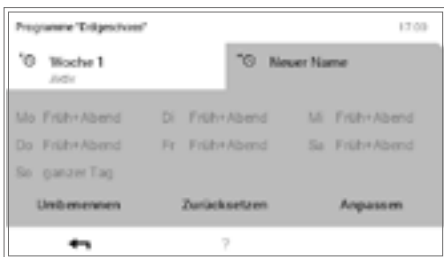 Programme "Erdgeschoss" 17:09
Woche 1 Neuer Name
Aktiv
Mo Früh+Abend Di Früh+Abend Mi Früh+Abend
Do Früh+Abend Fr Früh+Abend Sa Früh+Abend
So ganzer Tag
Umbenennen Zurücksetzen Anpassen
?